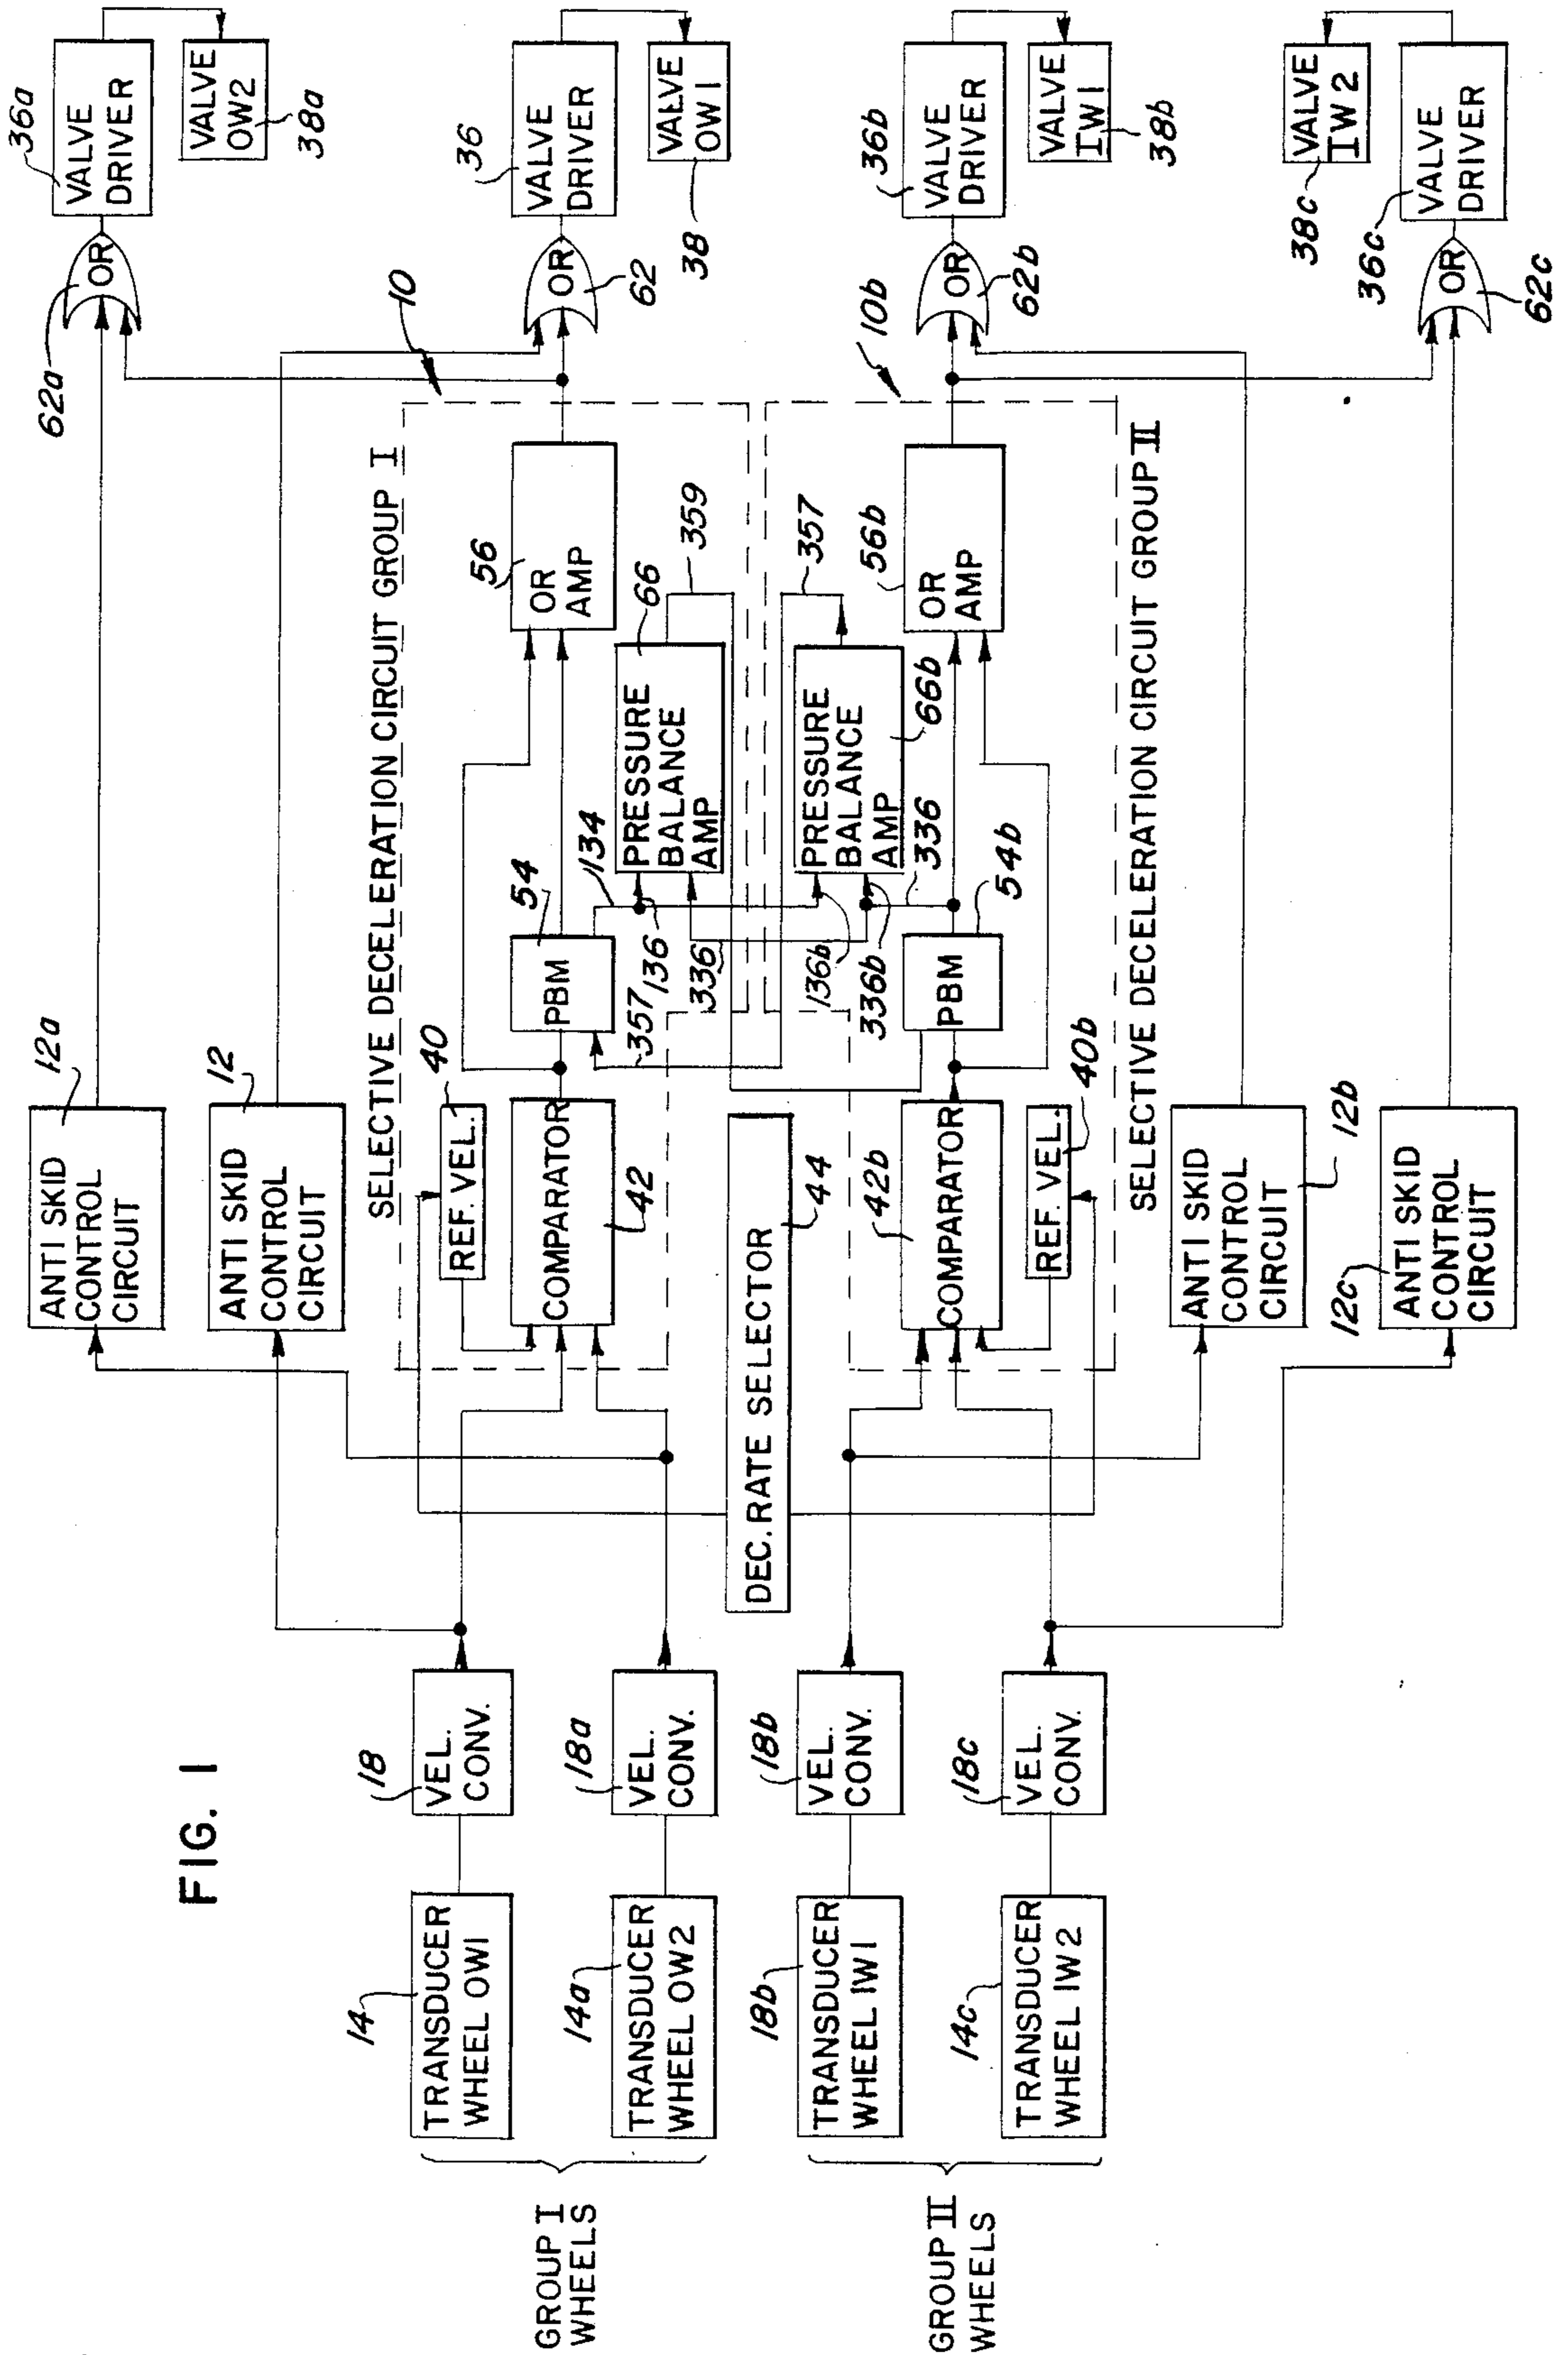 FIG. 1
GROUP I
WHEELS
GROUP II
WHEELS
14
TRANSDUCER
WHEEL OW1
14a
TRANSDUCER
WHEEL OW2
18b
TRANSDUCER
WHEEL IW1
14c
TRANSDUCER
WHEEL IW2
18
VEL.
CONV.
18a
VEL.
CONV.
18b
VEL.
CONV.
18c
VEL.
CONV.
12a
ANTI SKID
CONTROL
CIRCUIT
12
ANTI SKID
CONTROL
CIRCUIT
SELECTIVE DECELERATION CIRCUIT GROUP I
10
40
REF. VEL.
COMPARATOR
42
54
PBM
357
134
136
336
56
OR
AMP
66
PRESSURE
BALANCE
AMP
359
DEC. RATE SELECTOR
44
357
PRESSURE
BALANCE
AMP
66b
136b
336b
336
42b
COMPARATOR
PBM
54b
56b
OR
AMP
REF. VEL.
40b
10b
SELECTIVE DECELERATION CIRCUIT GROUP II
ANTI SKID
CONTROL
CIRCUIT
12b
12c
ANTI SKID
CONTROL
CIRCUIT
62a
OR
36a
VALVE
DRIVER
VALVE
OW2
38a
OR
62
36
VALVE
DRIVER
VALVE
OW1
38
OR
62b
36b
VALVE
DRIVER
VALVE
IW1
38b
VALVE
IW2
38c
OR
62c
36c
VALVE
DRIVER